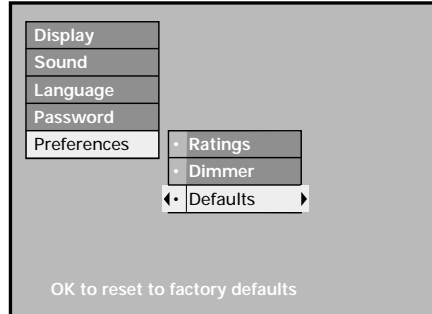 Display
Sound
Language
Password
Preferences
• Ratings
• Dimmer
• Defaults
OK to reset to factory defaults